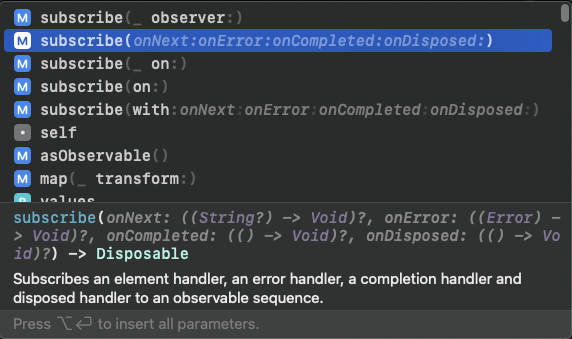 M subscribe(_ observer:)
M subscribe(onNext:onError:onCompleted:onDisposed:)
M subscribe(_ on:)
M subscribe(on:)
M subscribe(with:onNext:onError:onCompleted:onDisposed:)
self
M asObservable()
M map(_ transform:)
P values
subscribe(onNext: ((String?) -> Void)?, onError: ((Error) -
> Void)?, onCompleted: (() -> Void)?, onDisposed: (() -> Vo
id)?) -> Disposable
Subscribes an element handler, an error handler, a completion handler and
disposed handler to an observable sequence.
Press ⌥↩ to insert all parameters.